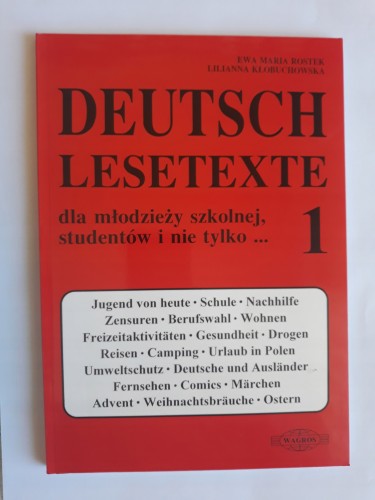 EWA MARIA ROSTEK
LILIANNA KŁOBUCHOWSKA
DEUTSCH
LESETEXTE
dla młodzieży szkolnej,
studentów i nie tylko ... 1
Jugend von heute · Schule · Nachhilfe
Zensuren · Berufswahl · Wohnen
Freizeitaktivitäten · Gesundheit · Drogen
Reisen · Camping · Urlaub in Polen
Umweltschutz · Deutsche und Ausländer
Fernsehen · Comics · Märchen
Advent · Weihnachtsbräuche · Ostern
WAGROS